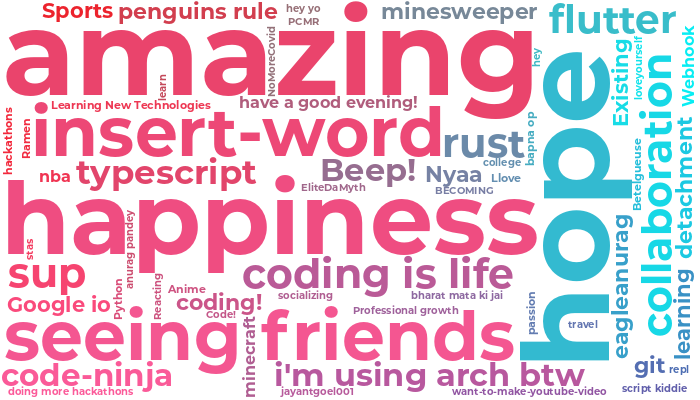 Sports
penguins rule
hey yo
PCMR
minesweeper
flutter
amazing
NoMoreCovid
learn
hey
Existing
loveyourself
Webhook
Learning New Technologies
have a good evening!
hackathons
Ramen
insert-word
rust
college
bapna op
collaboration
Betelgueuse
detachment
nba
typescript
Beep!
Nyaa
Llove
EliteDaMyth
BECOMING
hope
happiness
stas
anurag pandey
eagleanurag
sup
coding is life
learning
Google io
Python
Reacting
Anime
coding!
Code!
socializing
bharat mata ki jai
Professional growth
passion
travel
seeing friends
minecraft
git
repl
code-ninja
i'm using arch btw
script kiddie
doing more hackathons
jayantgoel001
want-to-make-youtube-video